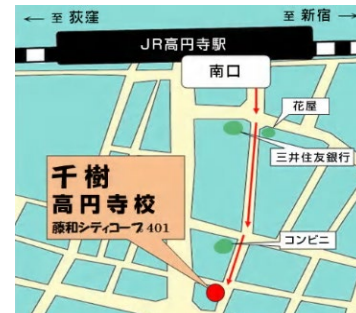 ← 至 荻窪
至 新宿 →
JR高円寺駅
南口
花屋
三井住友銀行
千樹
高円寺校
藤和シティコープ 401
コンビニ